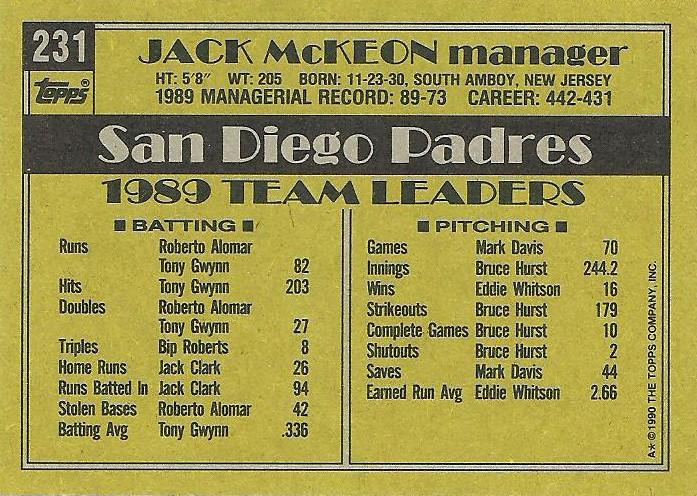 231
Topps®
JACK McKEON manager
HT: 5'8" WT: 205 BORN: 11-23-30, SOUTH AMBOY, NEW JERSEY
1989 MANAGERIAL RECORD: 89-73 CAREER: 442-431
San Diego Padres
1989 TEAM LEADERS
BATTING
Runs Roberto Alomar
Tony Gwynn 82
Hits Tony Gwynn 203
Doubles Roberto Alomar
Tony Gwynn 27
Triples Bip Roberts 8
Home Runs Jack Clark 26
Runs Batted In Jack Clark 94
Stolen Bases Roberto Alomar 42
Batting Avg Tony Gwynn .336
PITCHING
Games Mark Davis 70
Innings Bruce Hurst 244.2
Wins Eddie Whitson 16
Strikeouts Bruce Hurst 179
Complete Games Bruce Hurst 10
Shutouts Bruce Hurst 2
Saves Mark Davis 44
Earned Run Avg Eddie Whitson 2.66
A* © 1990 THE TOPPS COMPANY, INC.